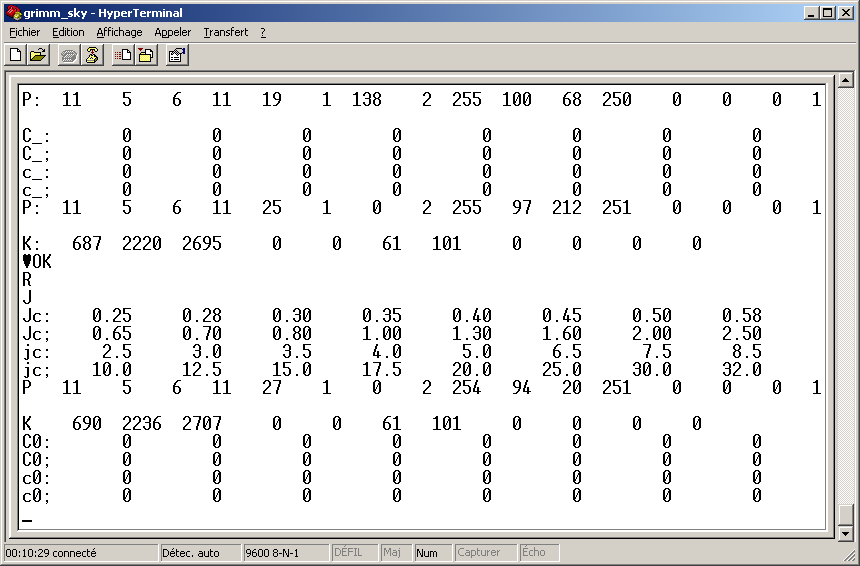 grimm_sky - HyperTerminal
Fichier Edition Affichage Appeler Transfert ?
P: 11 5 6 11 19 1 138 2 255 100 68 250 0 0 0 1
C_: 0 0 0 0 0 0 0 0
C_; 0 0 0 0 0 0 0 0
c_: 0 0 0 0 0 0 0 0
c_; 0 0 0 0 0 0 0 0
P: 11 5 6 11 25 1 0 2 255 97 212 251 0 0 0 1
K: 687 2220 2695 0 0 61 101 0 0 0 0
♥OK
R
J
Jc: 0.25 0.28 0.30 0.35 0.40 0.45 0.50 0.58
Jc; 0.65 0.70 0.80 1.00 1.30 1.60 2.00 2.50
jc: 2.5 3.0 3.5 4.0 5.0 6.5 7.5 8.5
jc; 10.0 12.5 15.0 17.5 20.0 25.0 30.0 32.0
P 11 5 6 11 27 1 0 2 254 94 20 251 0 0 0 1
K 690 2236 2707 0 0 61 101 0 0 0 0
C0: 0 0 0 0 0 0 0 0
C0; 0 0 0 0 0 0 0 0
c0: 0 0 0 0 0 0 0 0
c0; 0 0 0 0 0 0 0 0
_
00:10:29 connecté Détec. auto 9600 8-N-1 DÉFIL Maj Num Capturer Écho